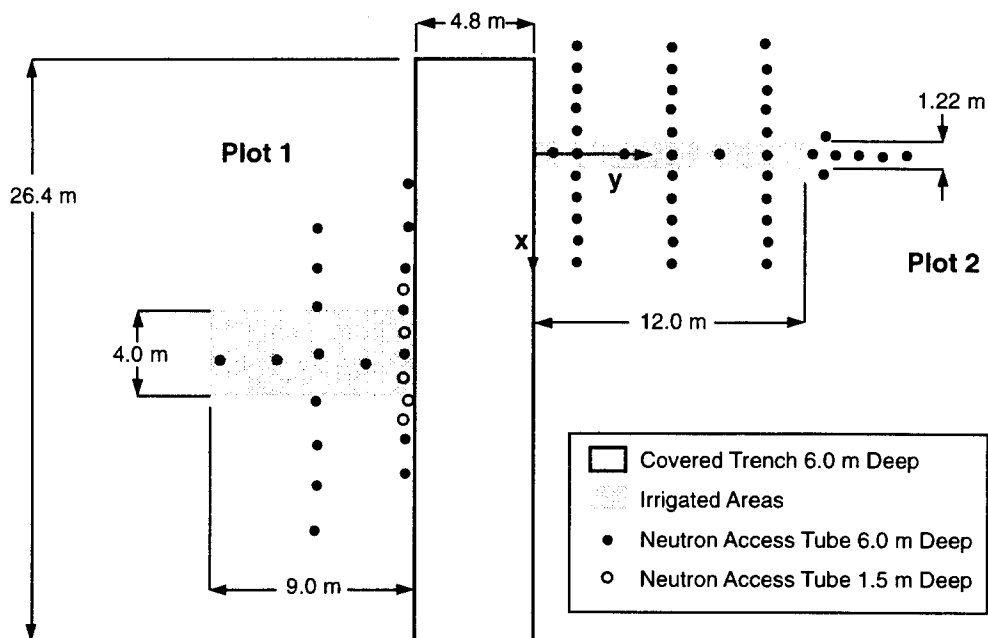 4.8 m
1.22 m
Plot 1
26.4 m
y
x
Plot 2
12.0 m
4.0 m
9.0 m
Covered Trench 6.0 m Deep
Irrigated Areas
Neutron Access Tube 6.0 m Deep
Neutron Access Tube 1.5 m Deep